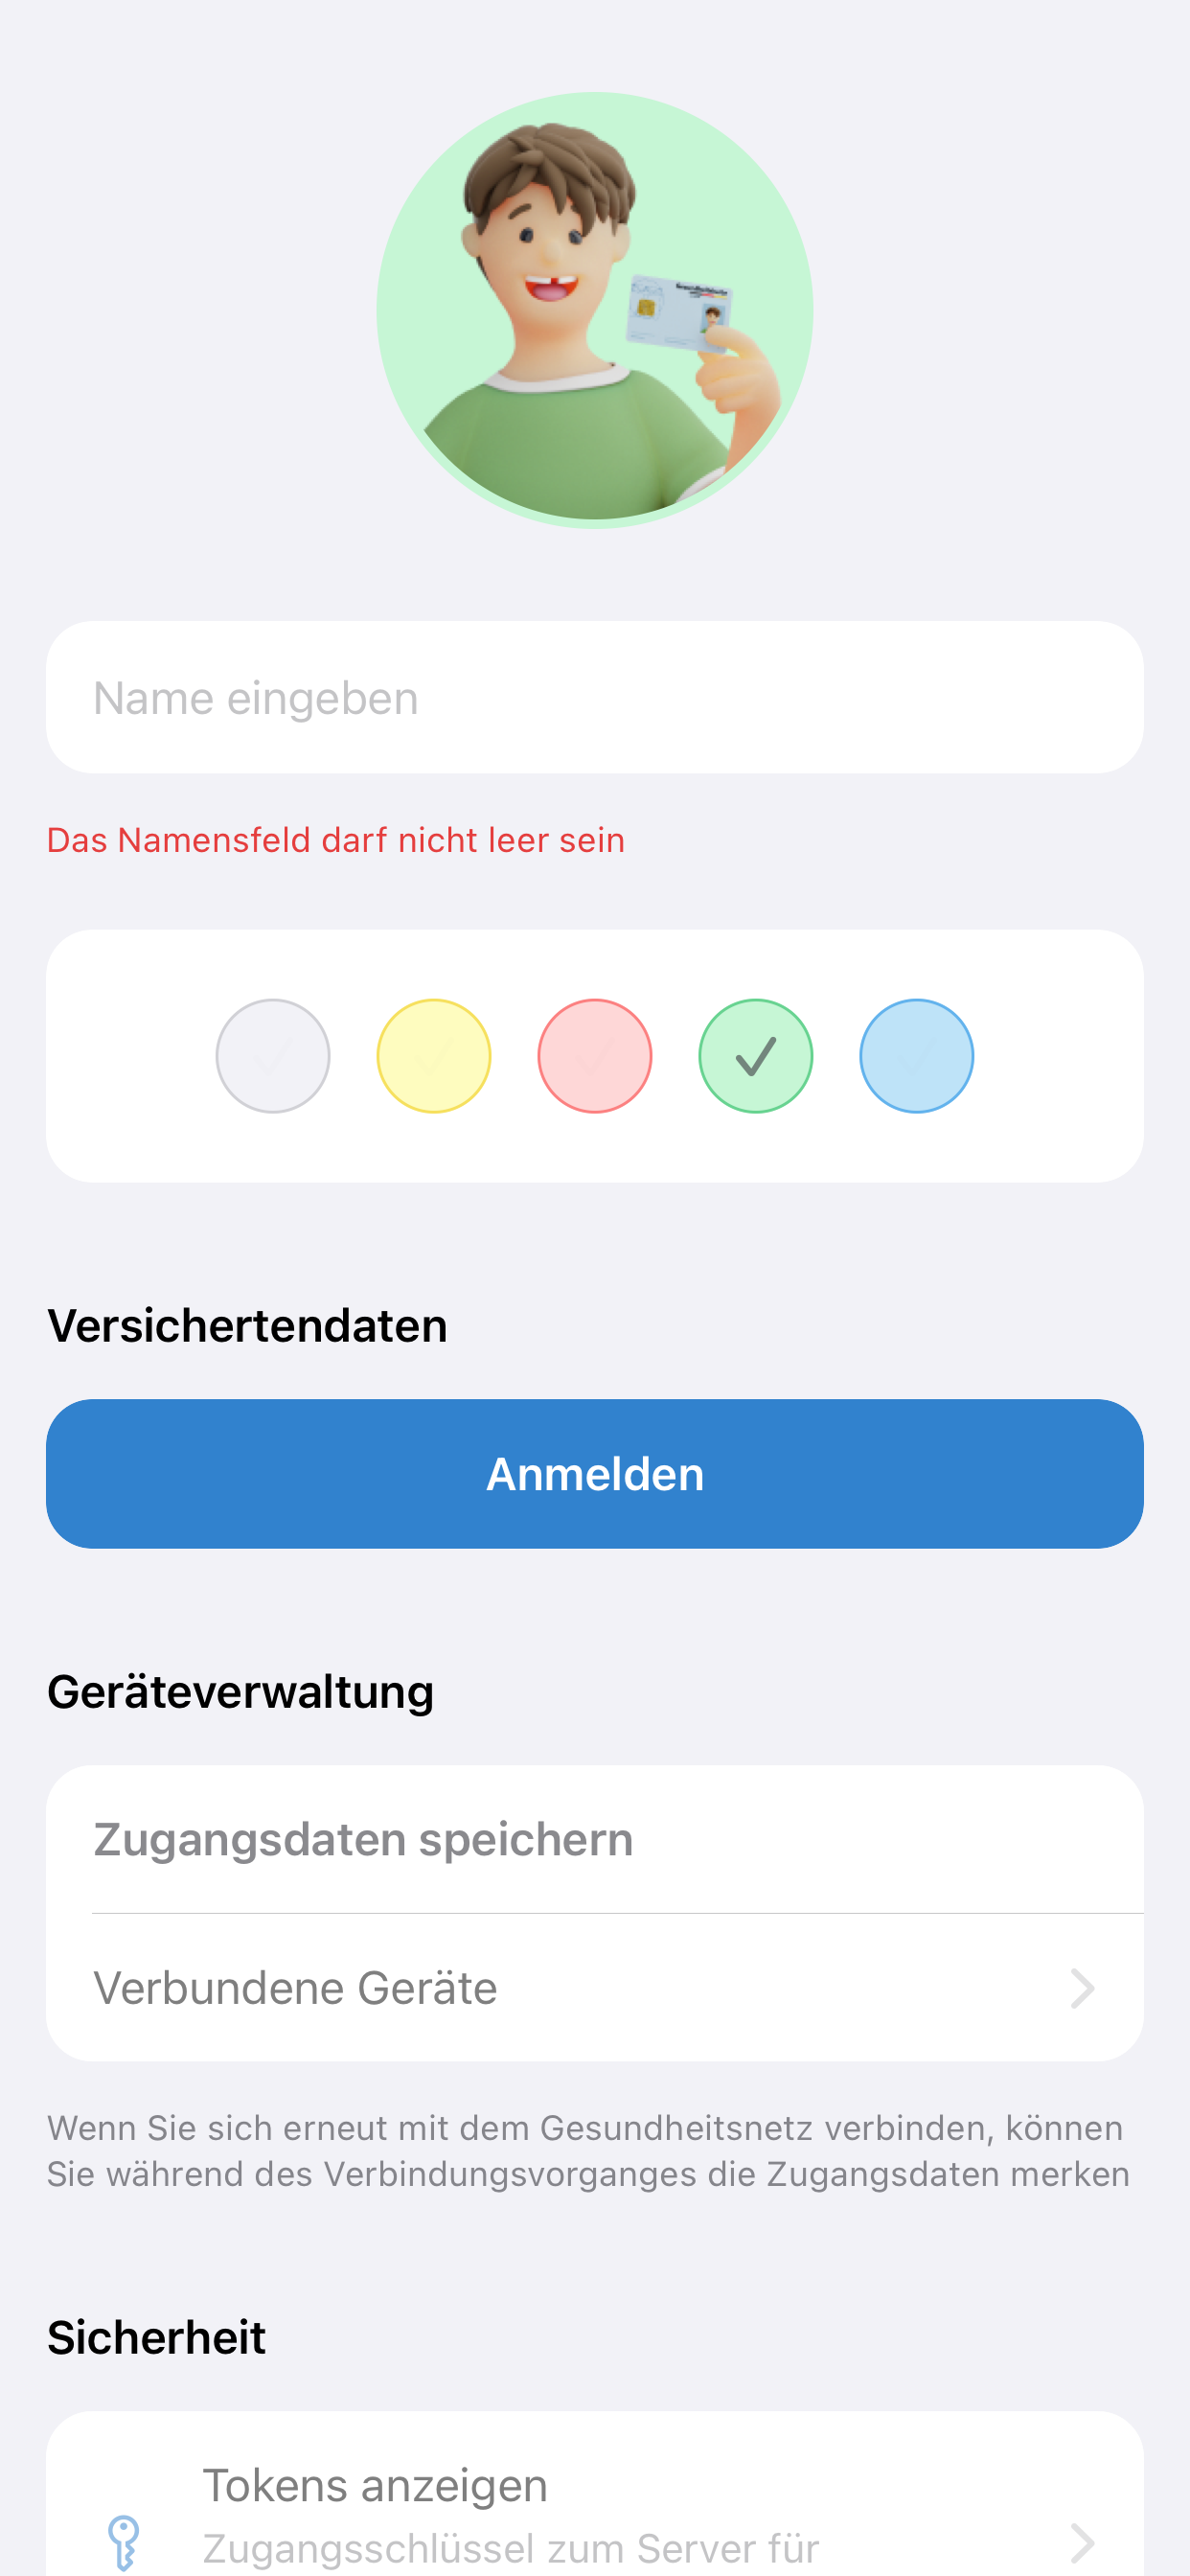 Name eingeben
Das Namensfeld darf nicht leer sein
Versichertendaten
Anmelden
Geräteverwaltung
Zugangsdaten speichern
Verbundene Geräte
Wenn Sie sich erneut mit dem Gesundheitsnetz verbinden, können
Sie während des Verbindungsvorganges die Zugangsdaten merken
Sicherheit
Tokens anzeigen
Zugangsschlüssel zum Server für